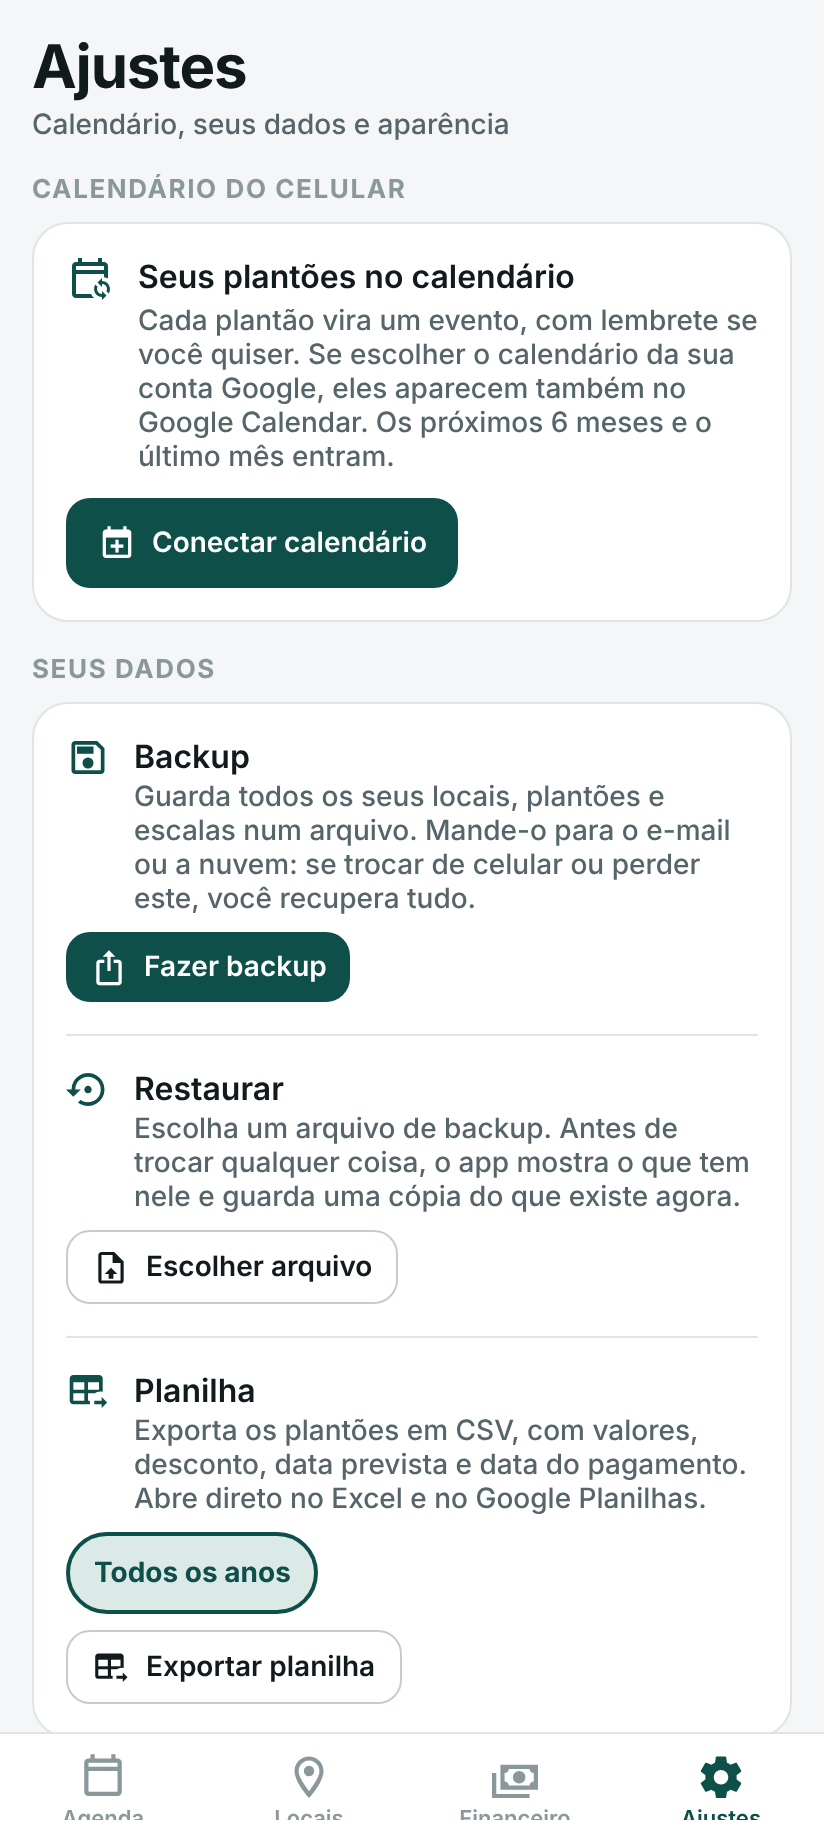 Ajustes
Calendário, seus dados e aparência
CALENDÁRIO DO CELULAR
Seus plantões no calendário
Cada plantão vira um evento, com lembrete se
você quiser. Se escolher o calendário da sua
conta Google, eles aparecem também no
Google Calendar. Os próximos 6 meses e o
último mês entram.
Conectar calendário
SEUS DADOS
Backup
Guarda todos os seus locais, plantões e
escalas num arquivo. Mande-o para o e-mail
ou a nuvem: se trocar de celular ou perder
este, você recupera tudo.
Fazer backup
Restaurar
Escolha um arquivo de backup. Antes de
trocar qualquer coisa, o app mostra o que tem
nele e guarda uma cópia do que existe agora.
Escolher arquivo
Planilha
Exporta os plantões em CSV, com valores,
desconto, data prevista e data do pagamento.
Abre direto no Excel e no Google Planilhas.
Todos os anos
Exportar planilha
Agenda Locais Financeiro Ajustes